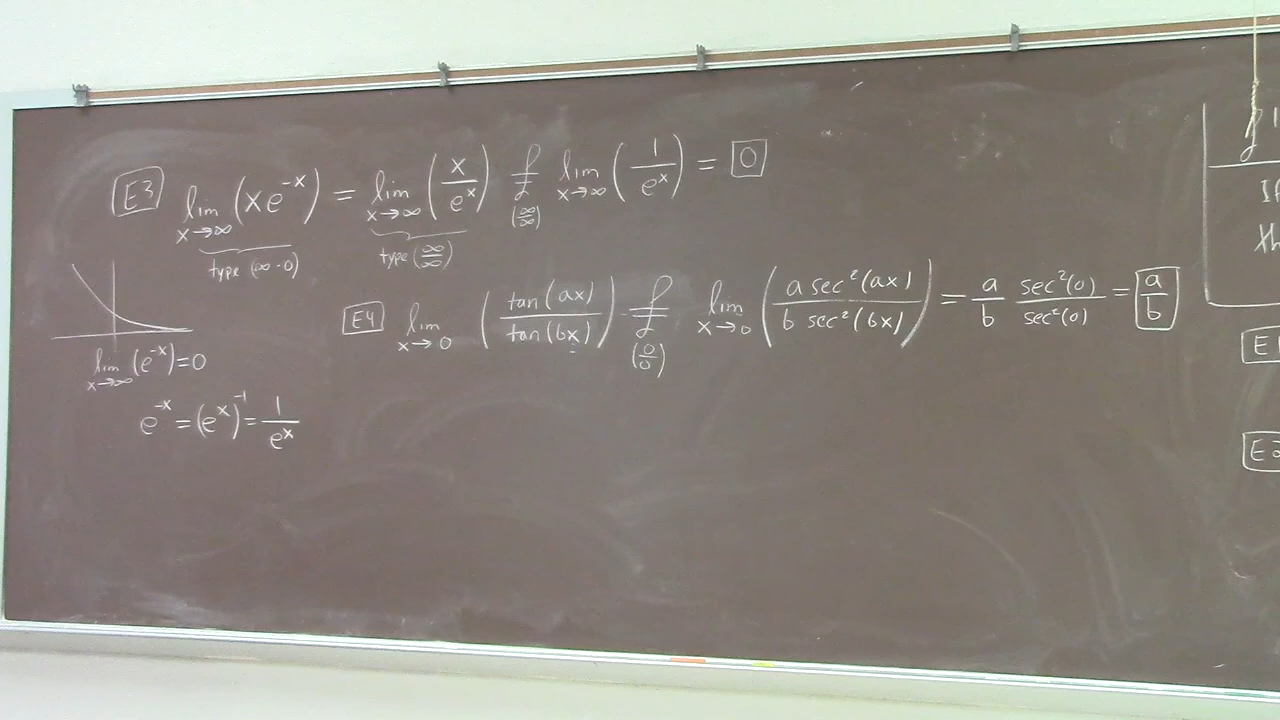 E3 lim x→∞ (xe^{-x}) = lim x→∞ (x/e^x) =ℒ (∞/∞) lim x→∞ (1/e^x) = 0
type (∞·0) type (∞/∞)
E4 lim x→0 (tan(ax)/tan(bx)) =ℒ (0/0) lim x→0 (a sec²(ax)/b sec²(bx)) = a/b sec²(0)/sec²(0) = a/b
lim x→∞ (e^{-x}) = 0
e^{-x} = (e^x)^{-1} = 1/e^x
If
E1